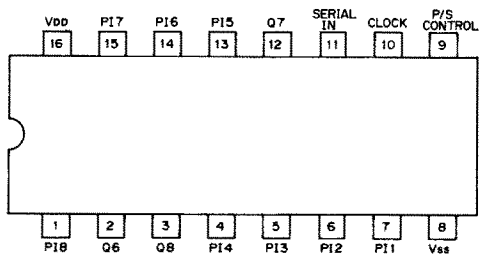 VDD PI7 PI6 PI5 Q7 SERIAL IN CLOCK P/S CONTROL
16 15 14 13 12 11 10 9
1 2 3 4 5 6 7 8
PI8 Q6 Q8 PI4 PI3 PI2 PI1 Vss